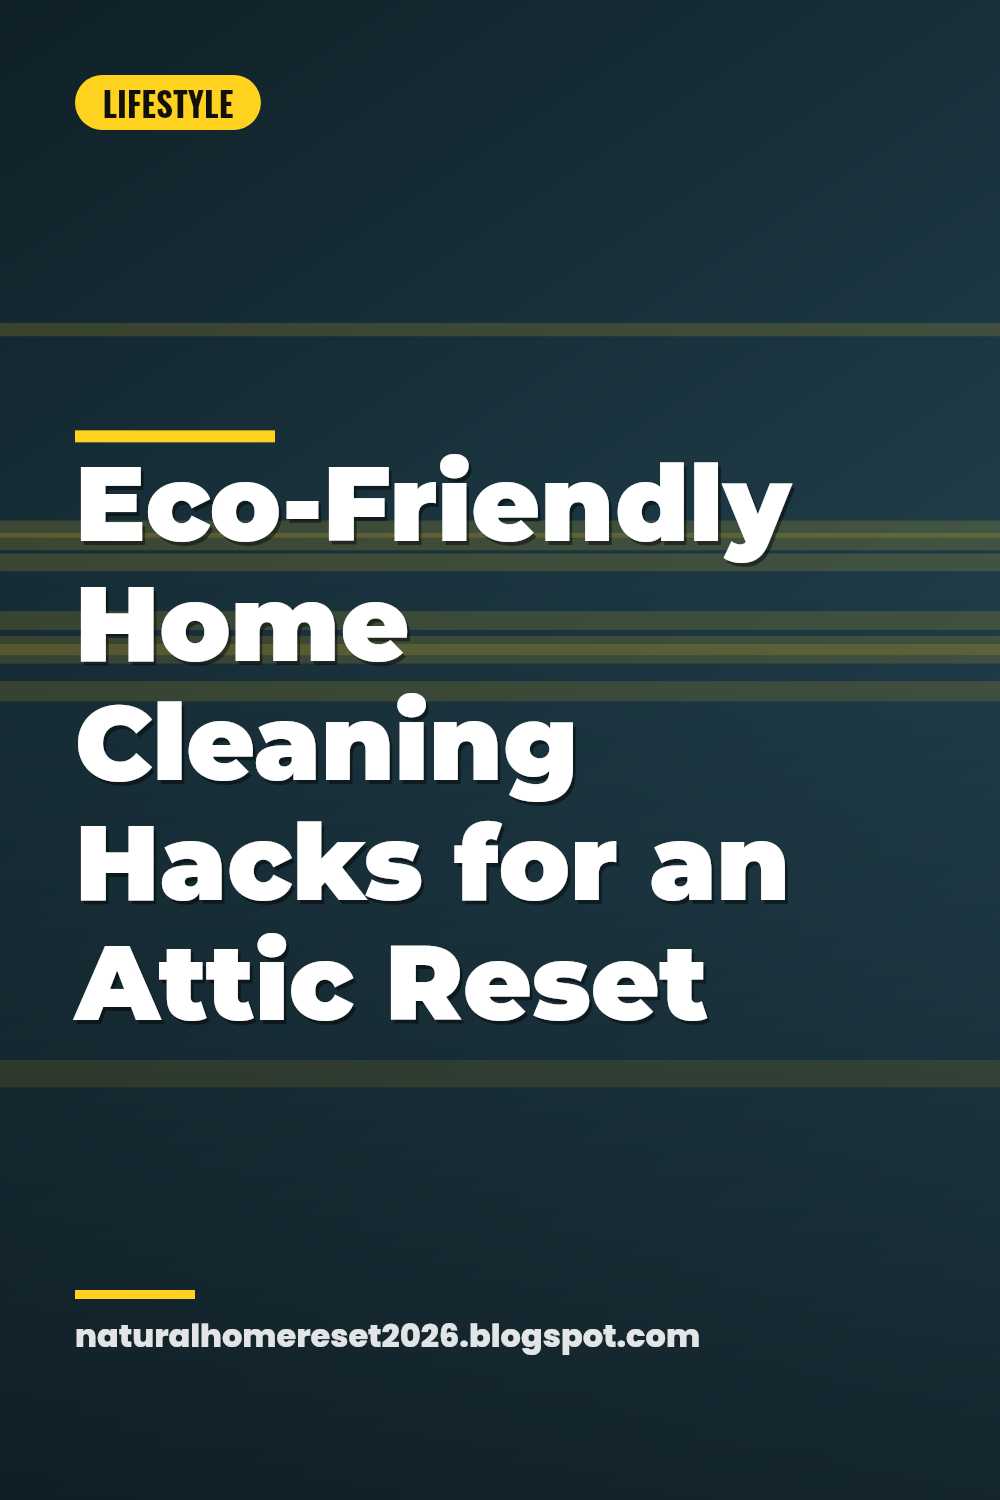 LIFESTYLE
Eco-Friendly
Home
Cleaning
Hacks for an
Attic Reset
naturalhomereset2026.blogspot.com